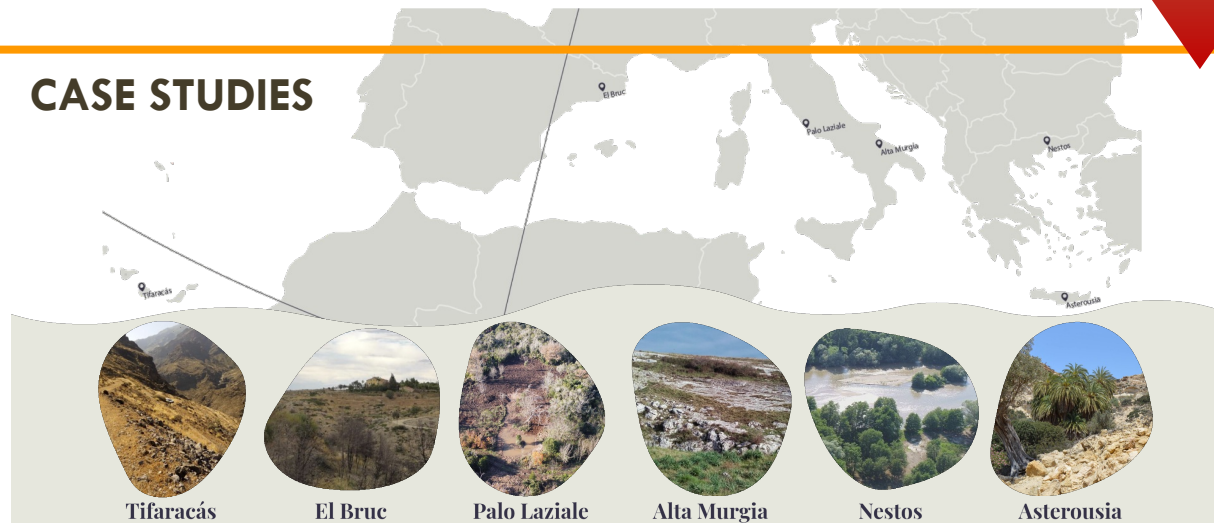 CASE STUDIES
El Bruc
Palo Laziale
Alta Murgia
Nestos
Tifaracás
Asterousia
Tifaracás
El Bruc
Palo Laziale
Alta Murgia
Nestos
Asterousia